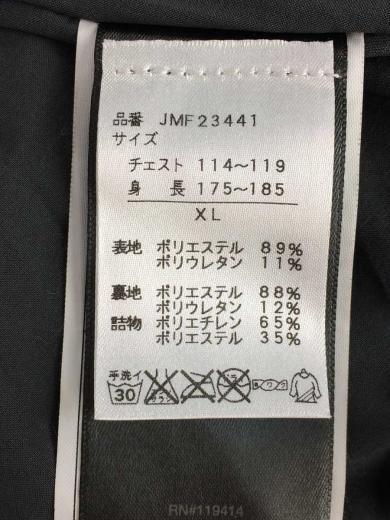 品番 JMF23441
サイズ
チェスト 114～119
身 長 175～185
XL
表地 ポリエステル 89%
ポリウレタン 11%
裏地 ポリエステル 88%
ポリウレタン 12%
詰物 ポリエチレン 65%
ポリエステル 35%
手洗イ
30
RN#119414